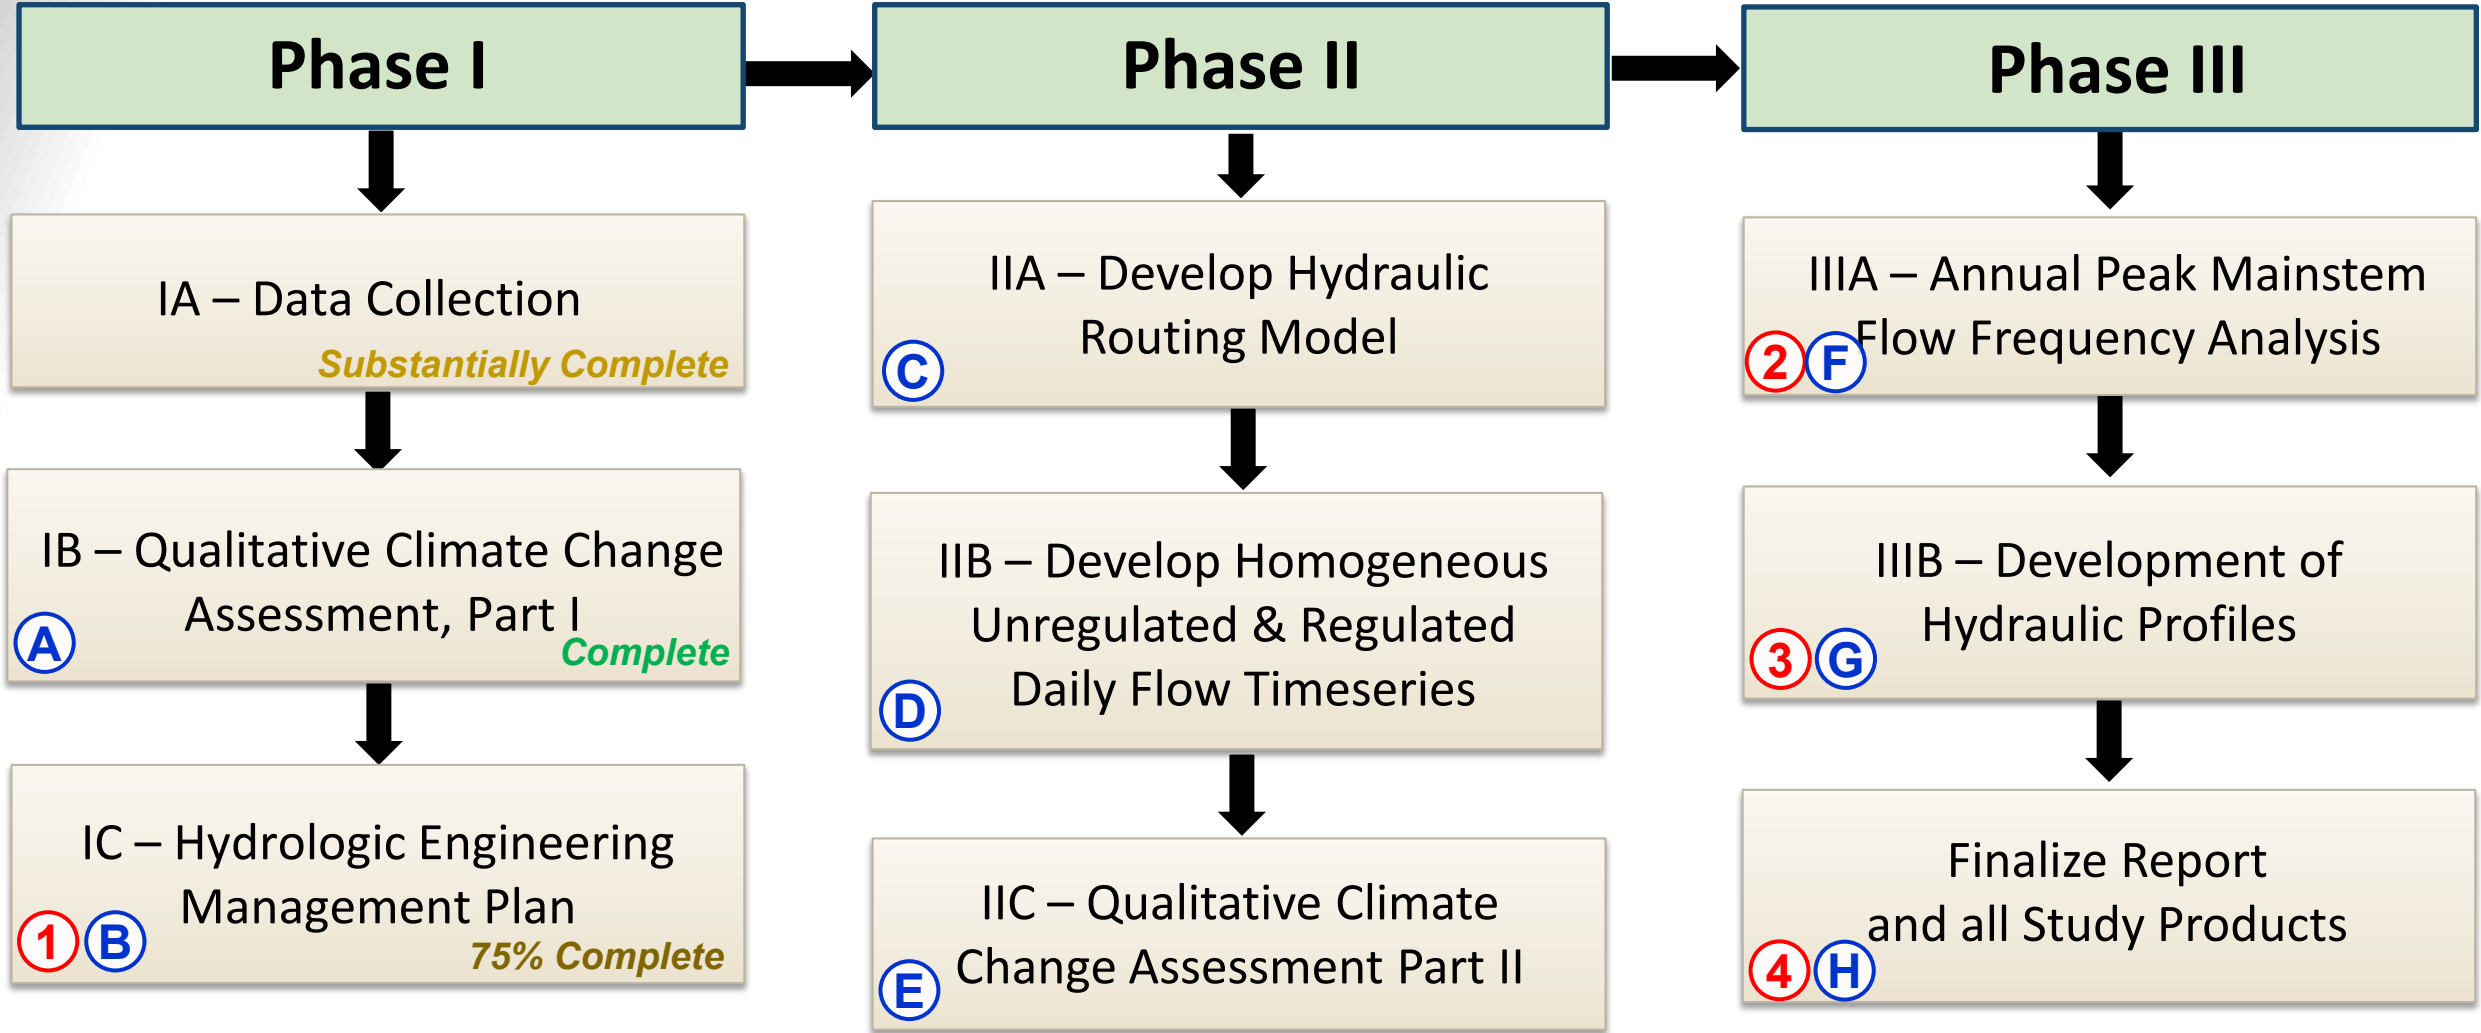 Phase I
IA – Data Collection
Substantially Complete
IB – Qualitative Climate Change
Assessment, Part I
A
Complete
IC – Hydrologic Engineering
Management Plan
1 B
75% Complete
Phase II
IIA – Develop Hydraulic
Routing Model
C
IIB – Develop Homogeneous
Unregulated & Regulated
Daily Flow Timeseries
D
IIC – Qualitative Climate
Change Assessment Part II
E
Phase III
IIIA – Annual Peak Mainstem
Flow Frequency Analysis
2 F
IIIB – Development of
Hydraulic Profiles
3 G
Finalize Report
and all Study Products
4 H